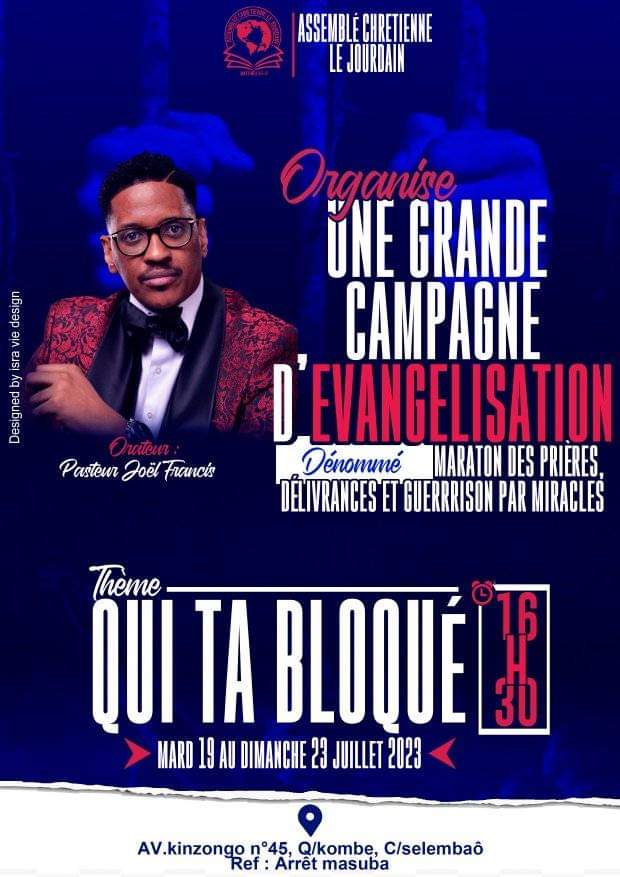 ASSEMBLÉ CHRETIENNE
LE JOURDAIN
Organise
UNE GRANDE
CAMPAGNE
D'EVANGELISATION
Dénommé MARATON DES PRIÈRES,
DÉLIVRANCES ET GUERRRISON PAR MIRACLES
Designed by isra vie design
Orateur :
Pasteur Joël Francis
Thème
QUI TA BLOQUÉ
16
H
30
MARD 19 AU DIMANCHE 23 JUILLET 2023
AV.kinzongo n°45, Q/kombe, C/selembaô
Ref : Arrêt masuba